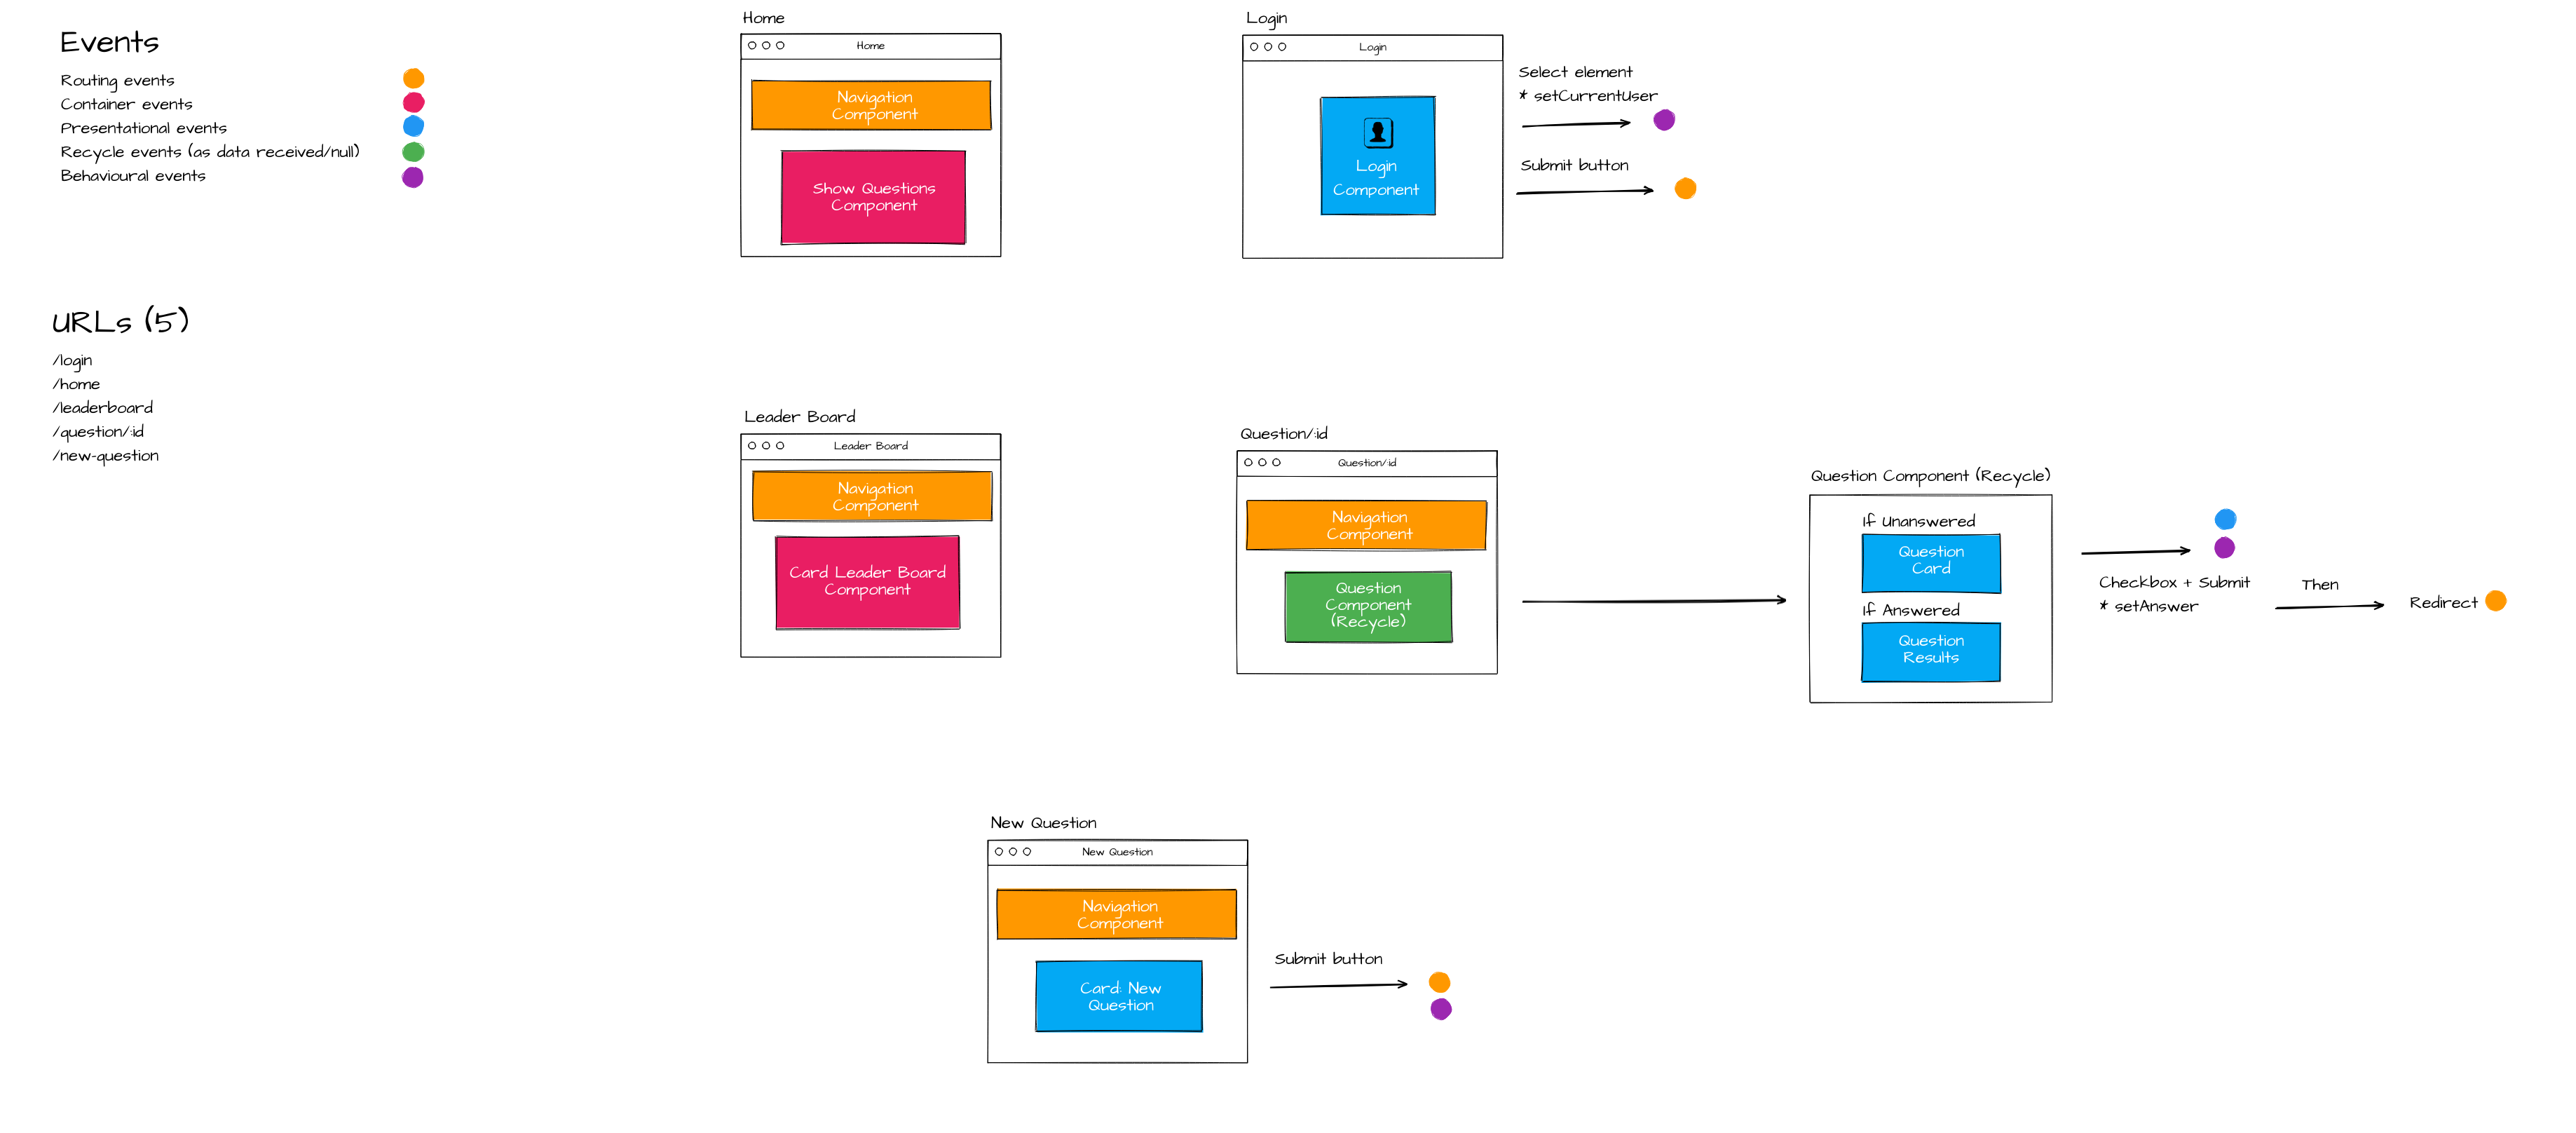 Events
Routing events
Container events
Presentational events
Recycle events (as data received/null)
Behavioural events
URLs (5)
/login
/home
/leaderboard
/question/:id
/new-question
Home
Home
Navigation
Component
Show Questions
Component
Login
Login
Login
Component
Select element
* setCurrentUser
Submit button
Leader Board
Leader Board
Navigation
Component
Card Leader Board
Component
Question/:id
Question/:id
Navigation
Component
Question
Component
(Recycle)
Question Component (Recycle)
If Unanswered
Question
Card
If Answered
Question
Results
Checkbox + Submit
* setAnswer
Then
Redirect
New Question
New Question
Navigation
Component
Card: New
Question
Submit button